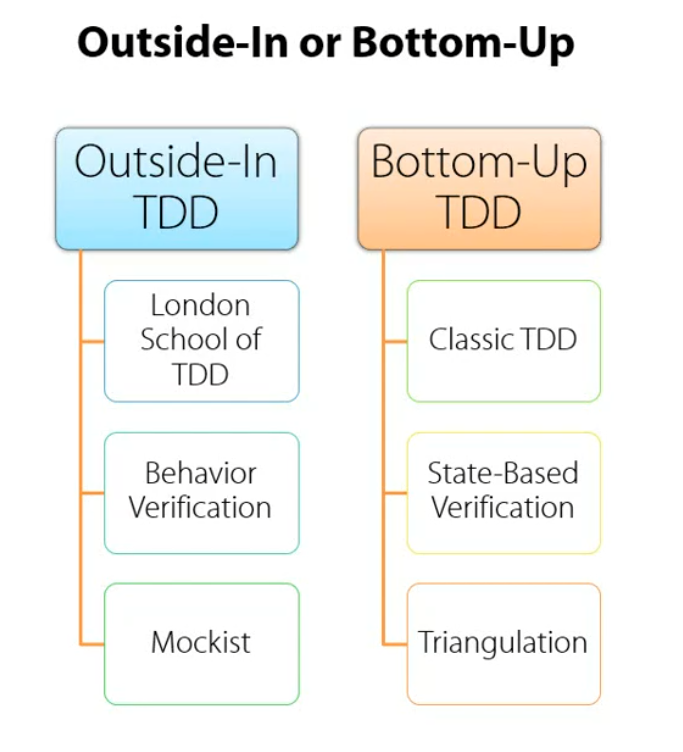 Outside-In or Bottom-Up
Outside-In
TDD
London
School of
TDD
Behavior
Verification
Mockist
Bottom-Up
TDD
Classic TDD
State-Based
Verification
Triangulation